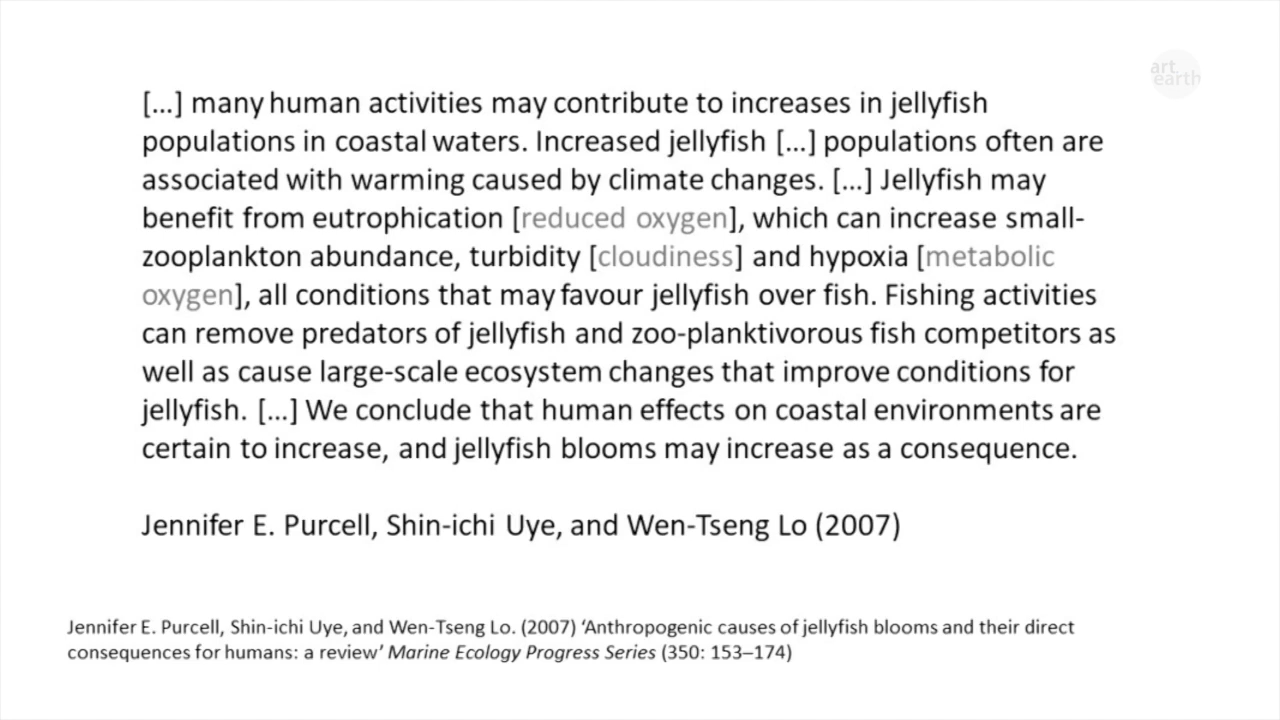 art
earth
[…] many human activities may contribute to increases in jellyfish
populations in coastal waters. Increased jellyfish […] populations often are
associated with warming caused by climate changes. […] Jellyfish may
benefit from eutrophication [reduced oxygen], which can increase small-
zooplankton abundance, turbidity [cloudiness] and hypoxia [metabolic
oxygen], all conditions that may favour jellyfish over fish. Fishing activities
can remove predators of jellyfish and zoo-planktivorous fish competitors as
well as cause large-scale ecosystem changes that improve conditions for
jellyfish. […] We conclude that human effects on coastal environments are
certain to increase, and jellyfish blooms may increase as a consequence.
Jennifer E. Purcell, Shin-ichi Uye, and Wen-Tseng Lo (2007)
Jennifer E. Purcell, Shin-ichi Uye, and Wen-Tseng Lo. (2007) ‘Anthropogenic causes of jellyfish blooms and their direct
consequences for humans: a review’ Marine Ecology Progress Series (350: 153–174)